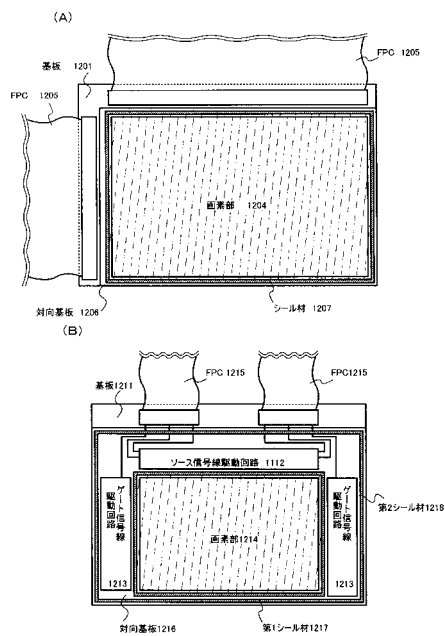 (A)
FPC 1205
基板 1201
FPC 1205
画素部 1204
対向基板 1206
シール材 1207
(B)
FPC 1215
FPC1215
基板1211
ソース信号線駆動回路 1112
ゲート信号線
駆動回路
1213
画素部1214
ゲート信号線
駆動回路
1213
第2シール材1218
対向基板1216
第1シール材1217